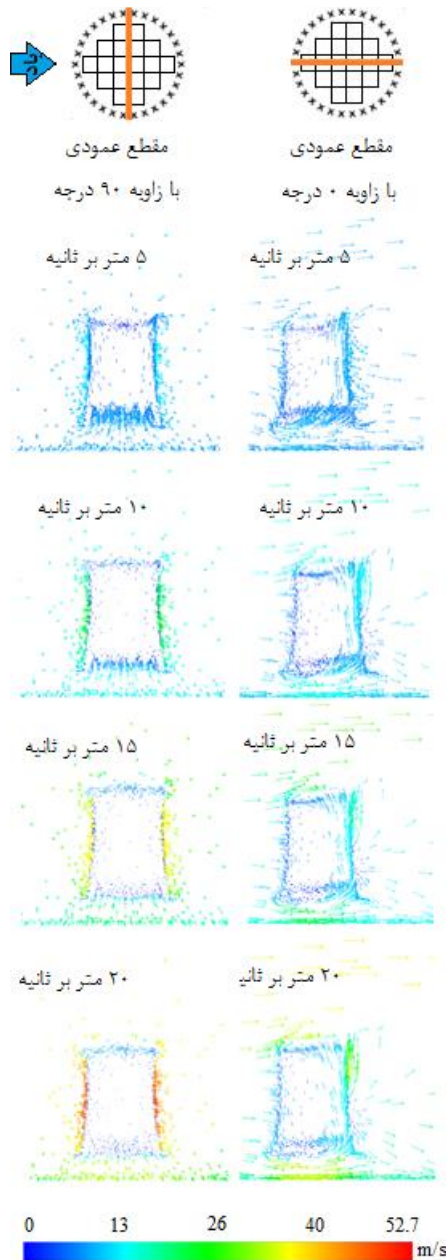 باد
مقطع عمودی
با زاویه ۹۰ درجه
مقطع عمودی
با زاویه ۰ درجه
۵ متر بر ثانیه
۵ متر بر ثانیه
۱۰ متر بر ثانیه
۱۰ متر بر ثانیه
۱۵ متر بر ثانیه
۱۵ متر بر ثانیه
۲۰ متر بر ثانیه
۲۰ متر بر ثانی
0 13 26 40 52.7
m/s